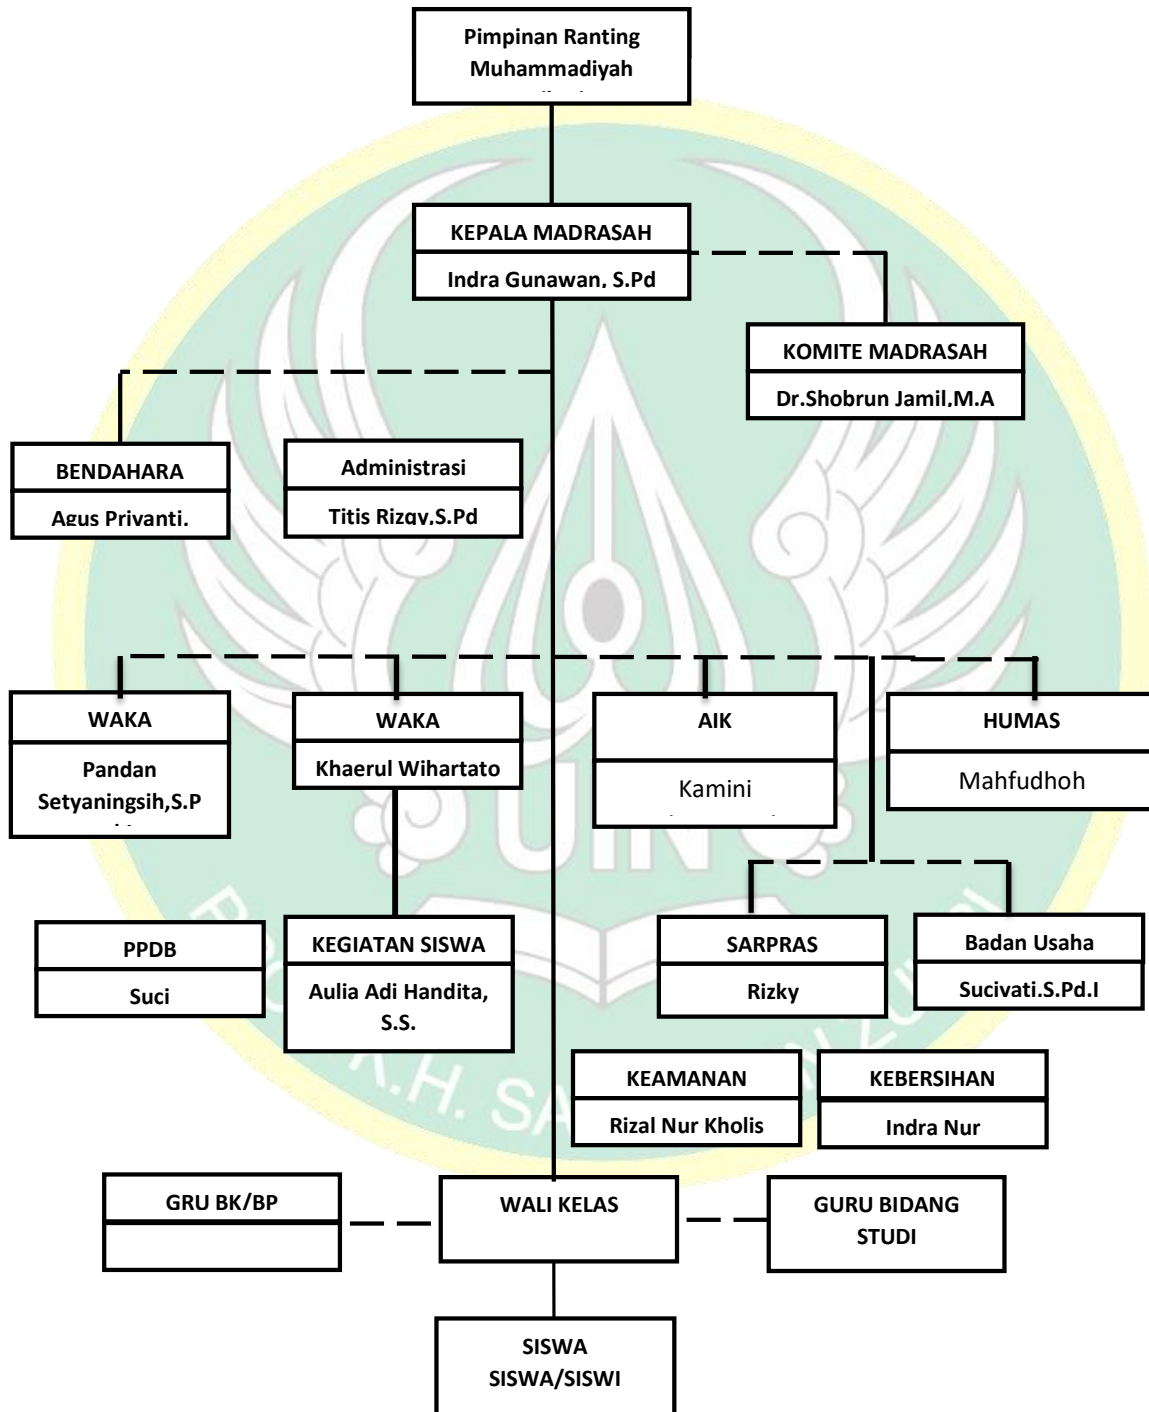 Pimpinan Ranting
Muhammadiyah
KEPALA MADRASAH
Indra Gunawan, S.Pd
KOMITE MADRASAH
Dr.Shobrun Jamil,M.A
BENDAHARA
Agus Priyanti,
Administrasi
Titis Rizqy,S.Pd
WAKA
Pandan
Setyaningsih,S.P
WAKA
Khaerul Wihartato
AIK
Kamini
HUMAS
Mahfudhoh
PPDB
Suci
KEGIATAN SISWA
Aulia Adi Handita,
S.S.
SARPRAS
Rizky
Badan Usaha
Suciyati.S.Pd.I
KEAMANAN
Rizal Nur Kholis
KEBERSIHAN
Indra Nur
GRU BK/BP
WALI KELAS
GURU BIDANG
STUDI
SISWA
SISWA/SISWI
UIN